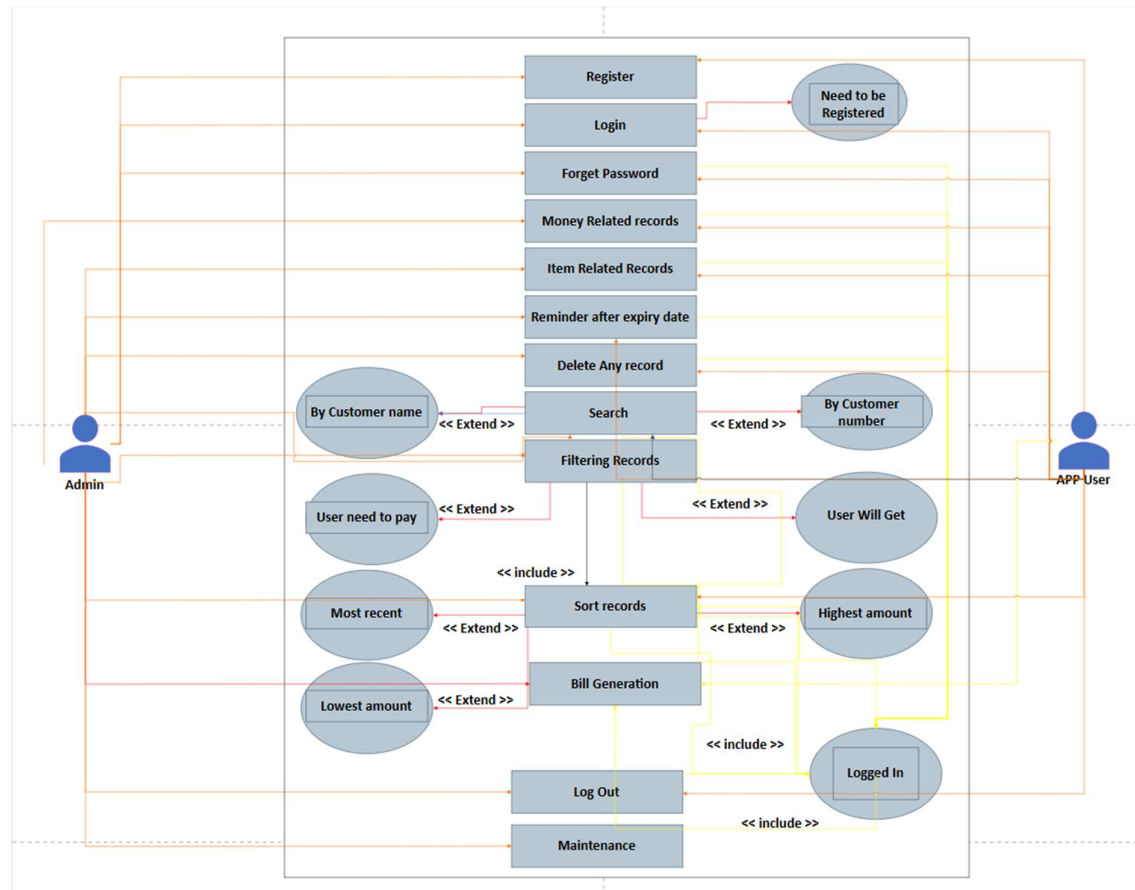 Register
Need to be
Registered
Login
Forget Password
Money Related records
Item Related Records
Reminder after expiry date
Delete Any record
By Customer name
<< Extend >>
Search
<< Extend >>
By Customer
number
Filtering Records
Admin
APP User
User need to pay
<< Extend >>
<< Extend >>
User Will Get
<< include >>
Most recent
<< Extend >>
Sort records
<< Extend >>
Highest amount
Bill Generation
Lowest amount
<< Extend >>
<< include >>
Logged In
Log Out
<< include >>
Maintenance